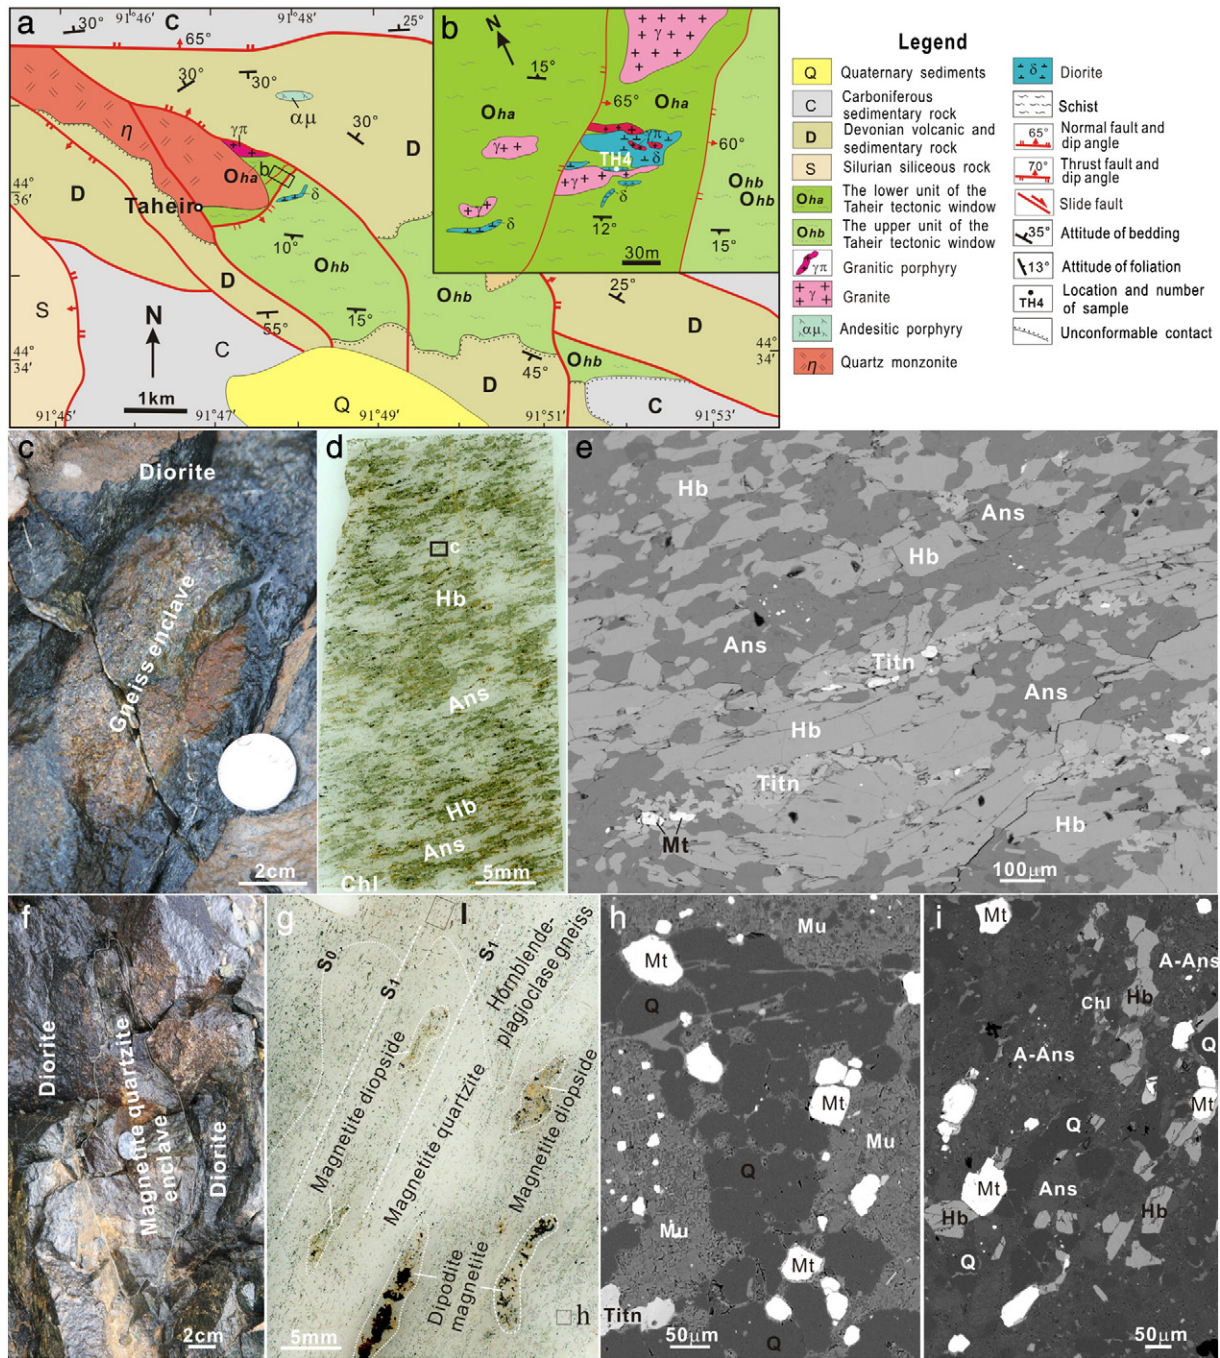 a
30°
91°46′
C
65°
91°48′
25°
30°
30°
αμ
30°
D
D
η
γπ
b
Oha
δ
44°
36′
D
Taheir
10°
Ohb
D
S
N
C
55°
15°
Ohb
25°
D
44°
34′
D
45°
Ohb
C
Q
1km
91°45′
91°47′
91°49′
91°51′
91°53′
b
N
15°
γ
Oha
65°
Oha
γπ
60°
γ
TH4
δ
γ
δ
Ohb
Ohb
γ
δ
12°
15°
30m
Legend
Q
Quaternary sediments
C
Carboniferous
sedimentary rock
D
Devonian volcanic and
sedimentary rock
S
Silurian siliceous rock
Oha
The lower unit of the
Taheir tectonic window
Ohb
The upper unit of the
Taheir tectonic window
γπ
Granitic porphyry
γ
Granite
αμ
Andesitic porphyry
η
Quartz monzonite
δ
Diorite
Schist
65°
Normal fault and
dip angle
70°
Thrust fault and
dip angle
Slide fault
35°
Attitude of bedding
13°
Attitude of foliation
TH4
Location and number
of sample
Unconformable contact
c
Diorite
Gneiss enclave
2cm
d
c
Hb
Ans
Hb
Ans
Chl
5mm
e
Hb
Ans
Hb
Ans
Titn
Ans
Hb
Titn
Mt
Hb
100μm
f
Diorite
Magnetite quartzite
enclave
Diorite
2cm
g
I
S0
S1
S1
Hornblende-
plagloclase gneiss
Magnetite diopside
Magnetite quartzite
Magnetite diopside
Dipodite
magnetite
h
5mm
h
Mu
Mt
Q
Mt
Mu
Q
Mu
Mt
Titn
Q
50μm
i
Mt
A-Ans
Chl
Hb
Q
A-Ans
Mt
Q
Mt
Ans
Hb
Hb
Q
50μm